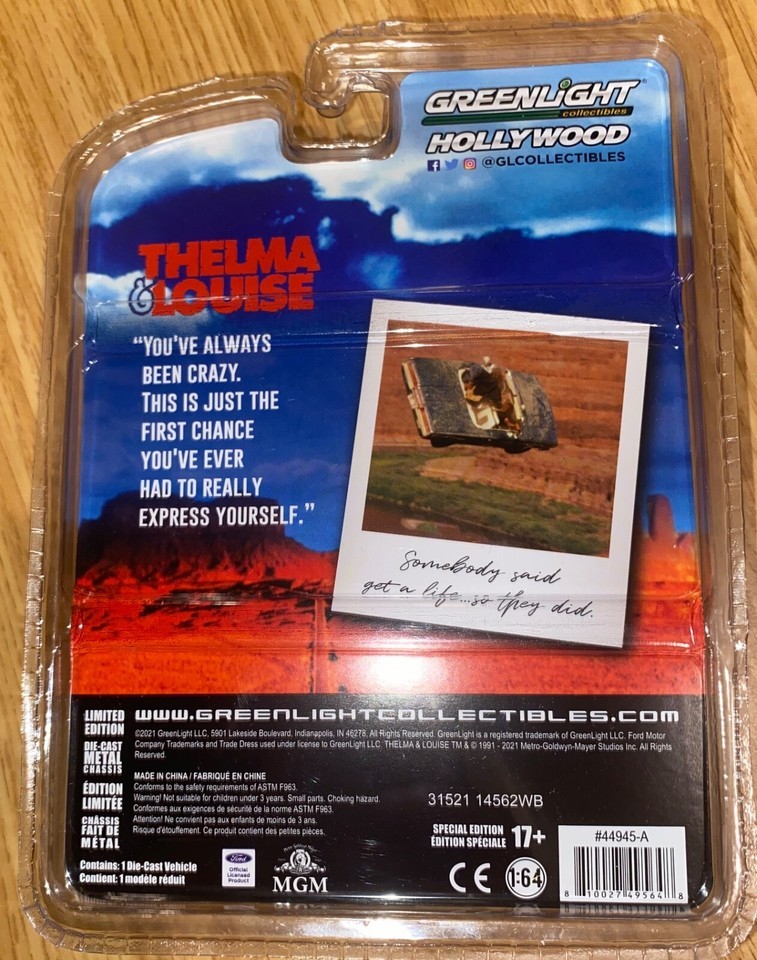 GREENLiGHT
collectibles
HOLLYWOOD
@GLCOLLECTIBLES
THELMA
& LOUISE
“YOU'VE ALWAYS
BEEN CRAZY.
THIS IS JUST THE
FIRST CHANCE
YOU'VE EVER
HAD TO REALLY
EXPRESS YOURSELF.”
Somebody said
get a life...so they did.
LIMITED
EDITION
DIE-CAST
METAL
CHASSIS
ÉDITION
LIMITÉE
CHÂSSIS
FAIT DE
MÉTAL
WWW.GREENLIGHTCOLLECTIBLES.COM
©2021 GreenLight LLC, 5901 Lakeside Boulevard, Indianapolis, IN 46278, All Rights Reserved. GreenLight is a registered trademark of GreenLight LLC. Ford Motor
Company Trademarks and Trade Dress used under license to GreenLight LLC. THELMA & LOUISE TM & © 1991 - 2021 Metro-Goldwyn-Mayer Studios Inc. All Rights
Reserved.
MADE IN CHINA / FABRIQUÉ EN CHINE
Conforms to the safety requirements of ASTM F963.
Warning! Not suitable for children under 3 years. Small parts. Choking hazard.
Conformes aux exigences de sécurité de la norme ASTM F963.
Attention! Ne convient pas aux enfants de moins de 3 ans.
Risque d'étouffement. Ce produit contient des petites pièces.
31521 14562WB
SPECIAL EDITION
ÉDITION SPÉCIALE
17+
#44945-A
Contains: 1 Die-Cast Vehicle
Contient: 1 modèle réduit
Ford
Official
Licensed
Product
MGM
CE
1:64
8 10027 49564 8